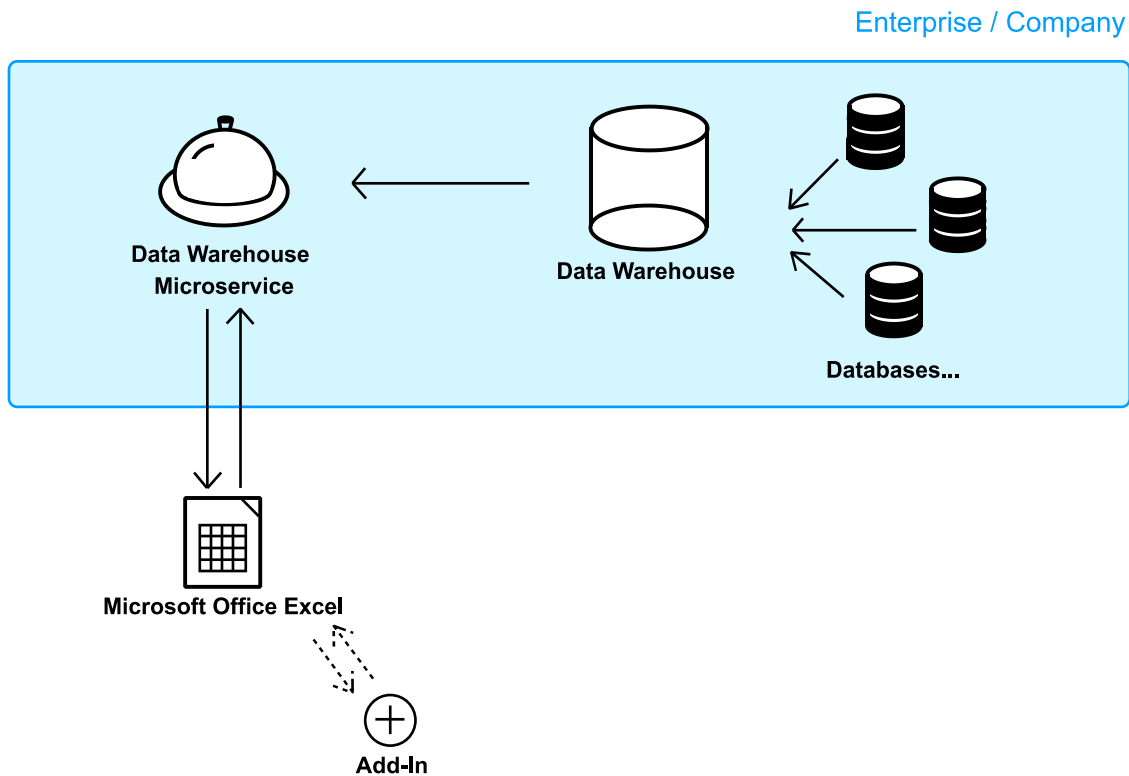 Enterprise / Company
Data Warehouse
Microservice
Data Warehouse
Databases...
Microsoft Office Excel
Add-In